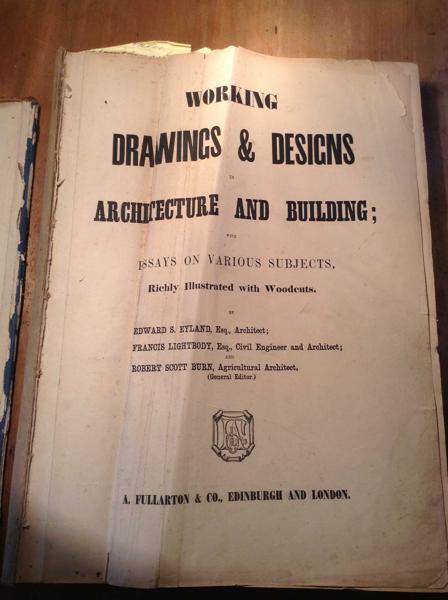 WORKING
DRAWINGS & DESIGNS
IN
ARCHITECTURE AND BUILDING;
WITH
ESSAYS ON VARIOUS SUBJECTS,
Richly Illustrated with Woodcuts.
BY
EDWARD S. EYLAND, Esq., Architect;
FRANCIS LIGHTBODY, Esq., Civil Engineer and Architect;
AND
ROBERT SCOTT BURN, Agricultural Architect,
(General Editor.)
A. FULLARTON & CO., EDINBURGH AND LONDON.